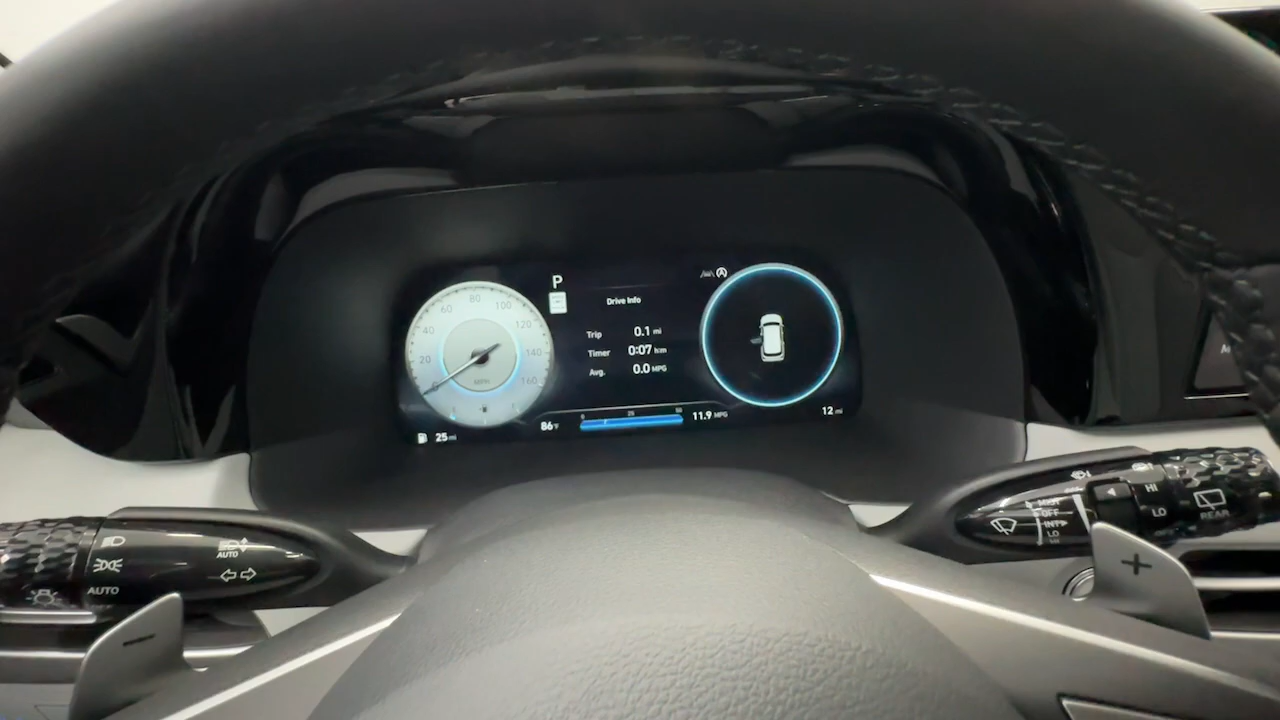 P
Drive Info
Trip 0.1 mi
Timer 0:07 h:m
Avg. 0.0 MPG
0 20 40 60 80 100 120 140 160
MPH
25 mi
86°F
0 25 50
11.9 MPG
12 mi
A
AUTO
AUTO
MIST
OFF
INT
LO
HI
LO
REAR
+
−